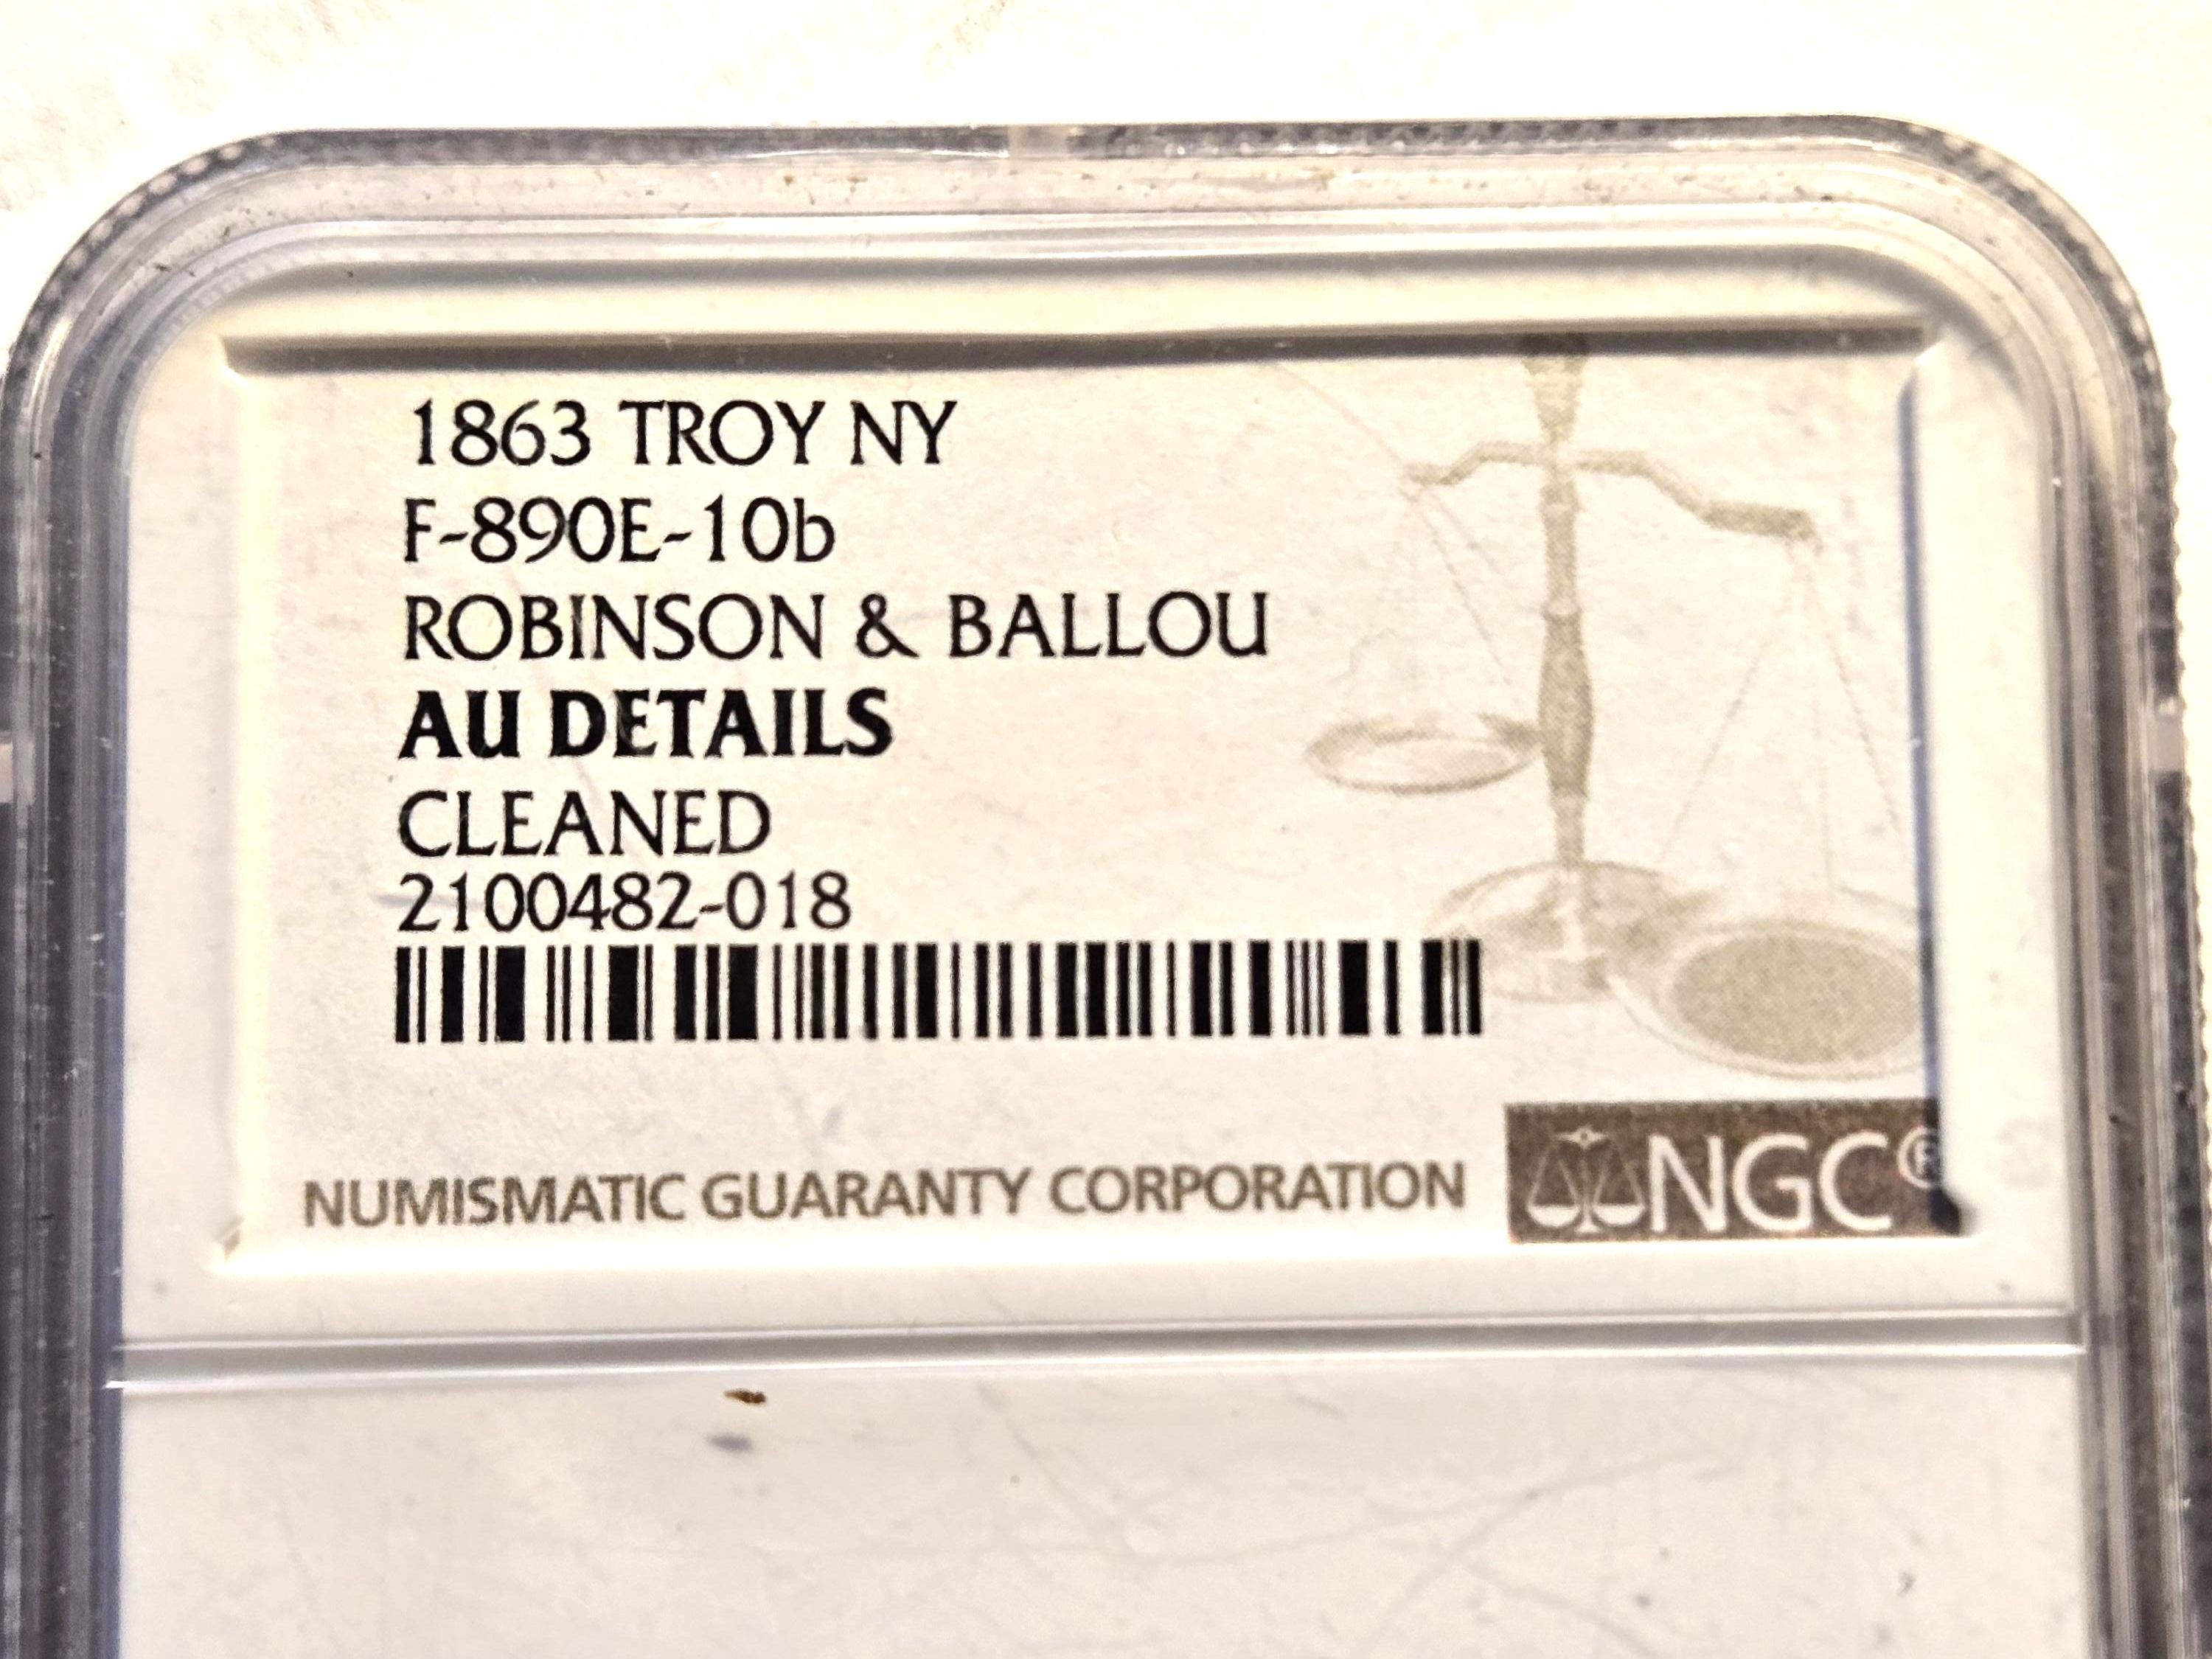 1863 TROY NY
F-890E-10b
ROBINSON & BALLOU
AU DETAILS
CLEANED
2100482-018
NUMISMATIC GUARANTY CORPORATION
NGC®